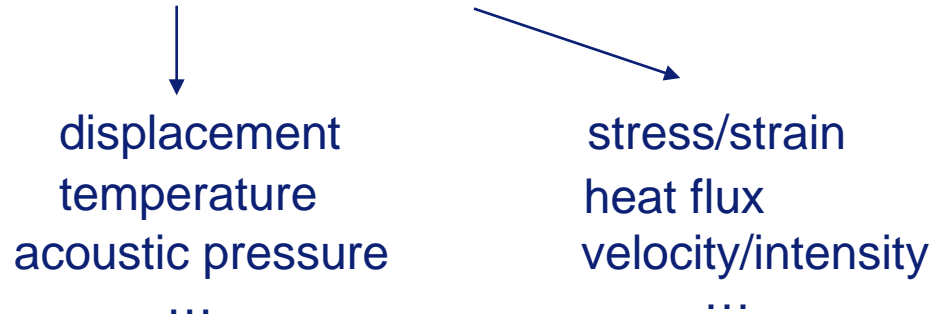 displacement
temperature
acoustic pressure
…
stress/strain
heat flux
velocity/intensity
…